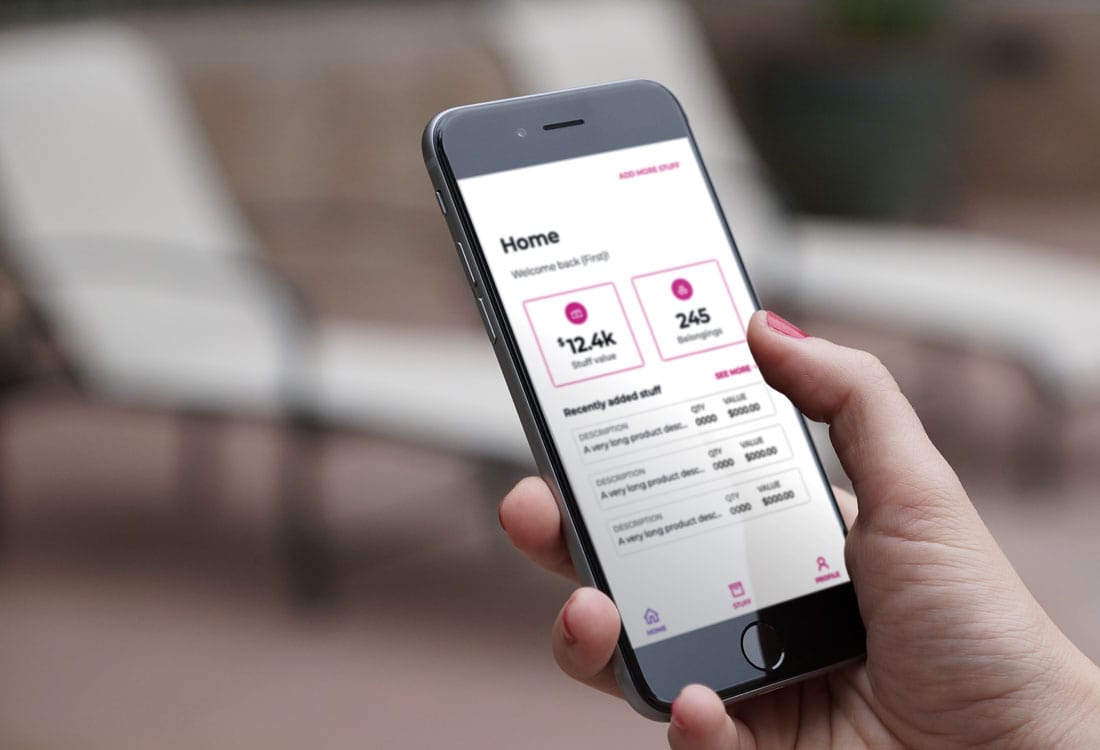 ADD MORE STUFF
Home
Welcome back {First}!
$12.4k
Stuff value
245
Belongings
Recently added stuff
SEE MORE
DESCRIPTION QTY VALUE
A very long product desc... 0000 $000.00
DESCRIPTION QTY VALUE
A very long product desc... 0000 $000.00
DESCRIPTION QTY VALUE
A very long product desc... 0000 $000.00
HOME
STUFF
PROFILE